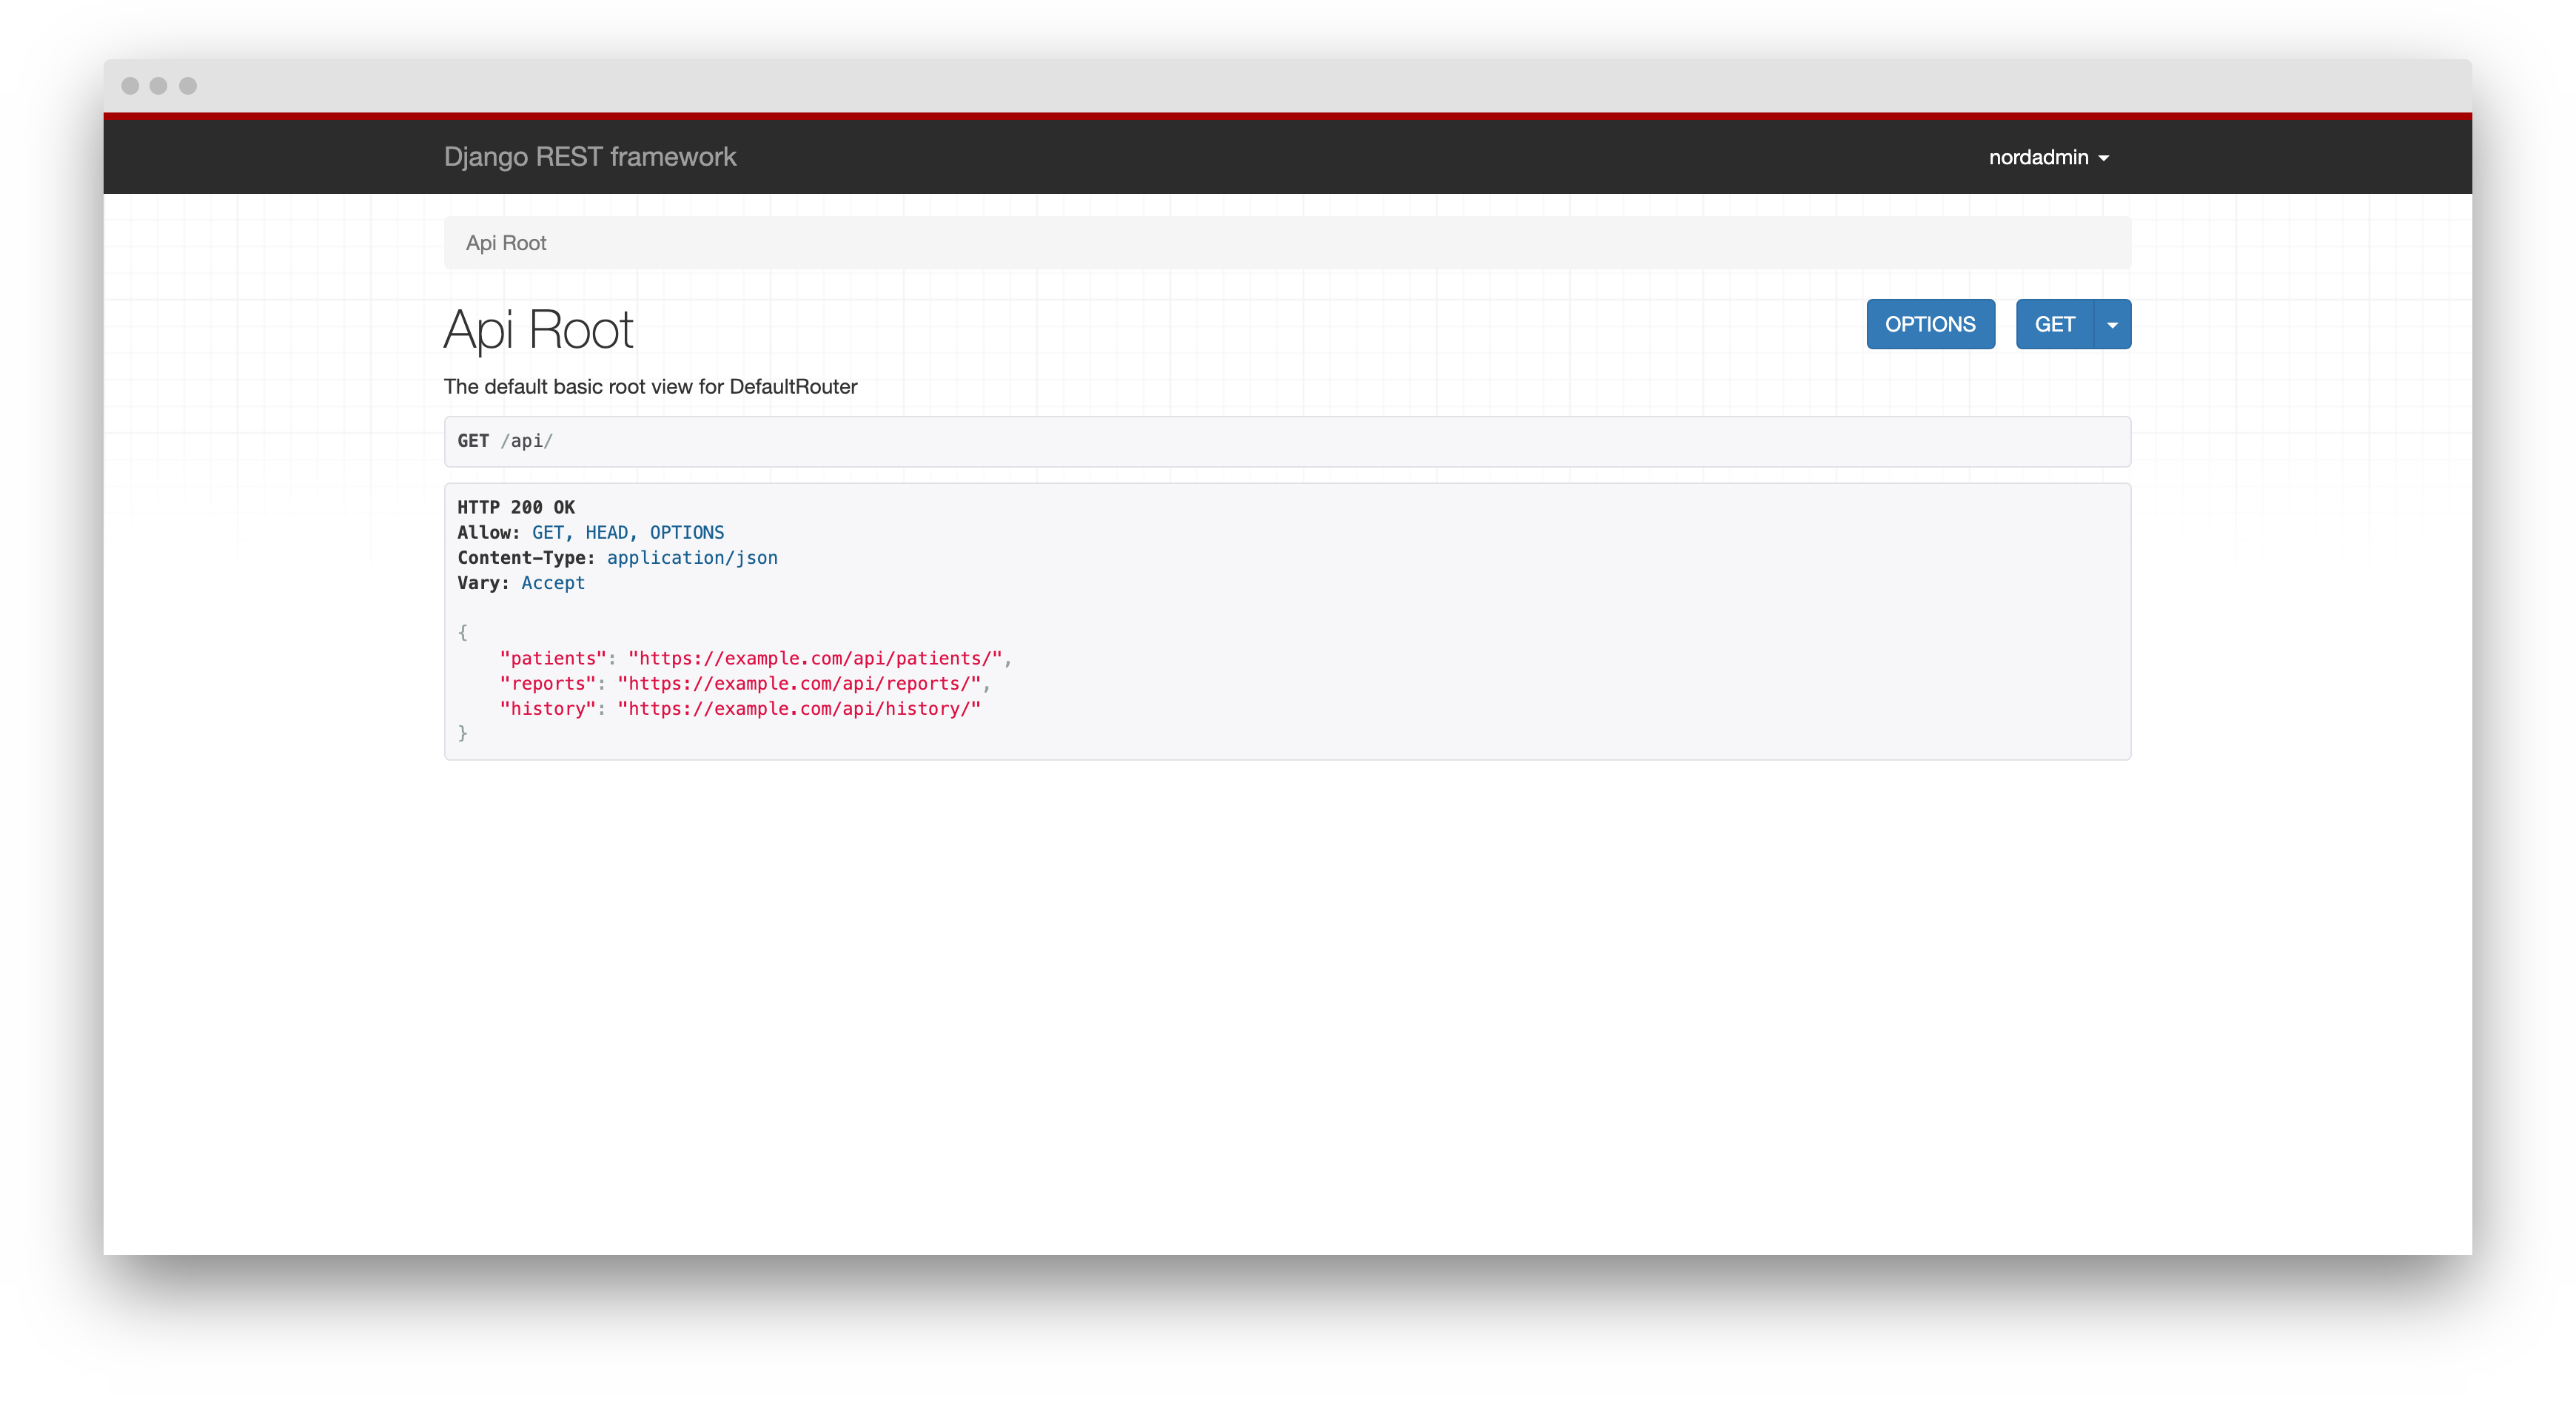 Django REST framework
nordadmin
Api Root
Api Root
OPTIONS
GET
The default basic root view for DefaultRouter
GET /api/
HTTP 200 OK
Allow: GET, HEAD, OPTIONS
Content-Type: application/json
Vary: Accept
{
    "patients": "https://example.com/api/patients/",
    "reports": "https://example.com/api/reports/",
    "history": "https://example.com/api/history/"
}